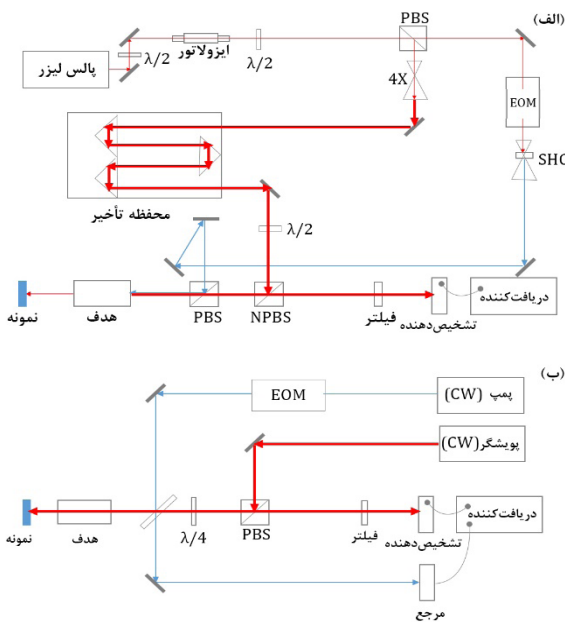 (الف)
PBS
ایزولاتور
λ/2
λ/2
پالس لیزر
4X
EOM
SHG
محفظه تأخیر
λ/2
دریافت‌کننده
تشخیص‌دهنده
فیلتر
NPBS
PBS
هدف
نمونه
(ب)
پمپ (CW)
EOM
پویشگر (CW)
دریافت‌کننده
تشخیص‌دهنده
فیلتر
PBS
λ/4
هدف
نمونه
مرجع